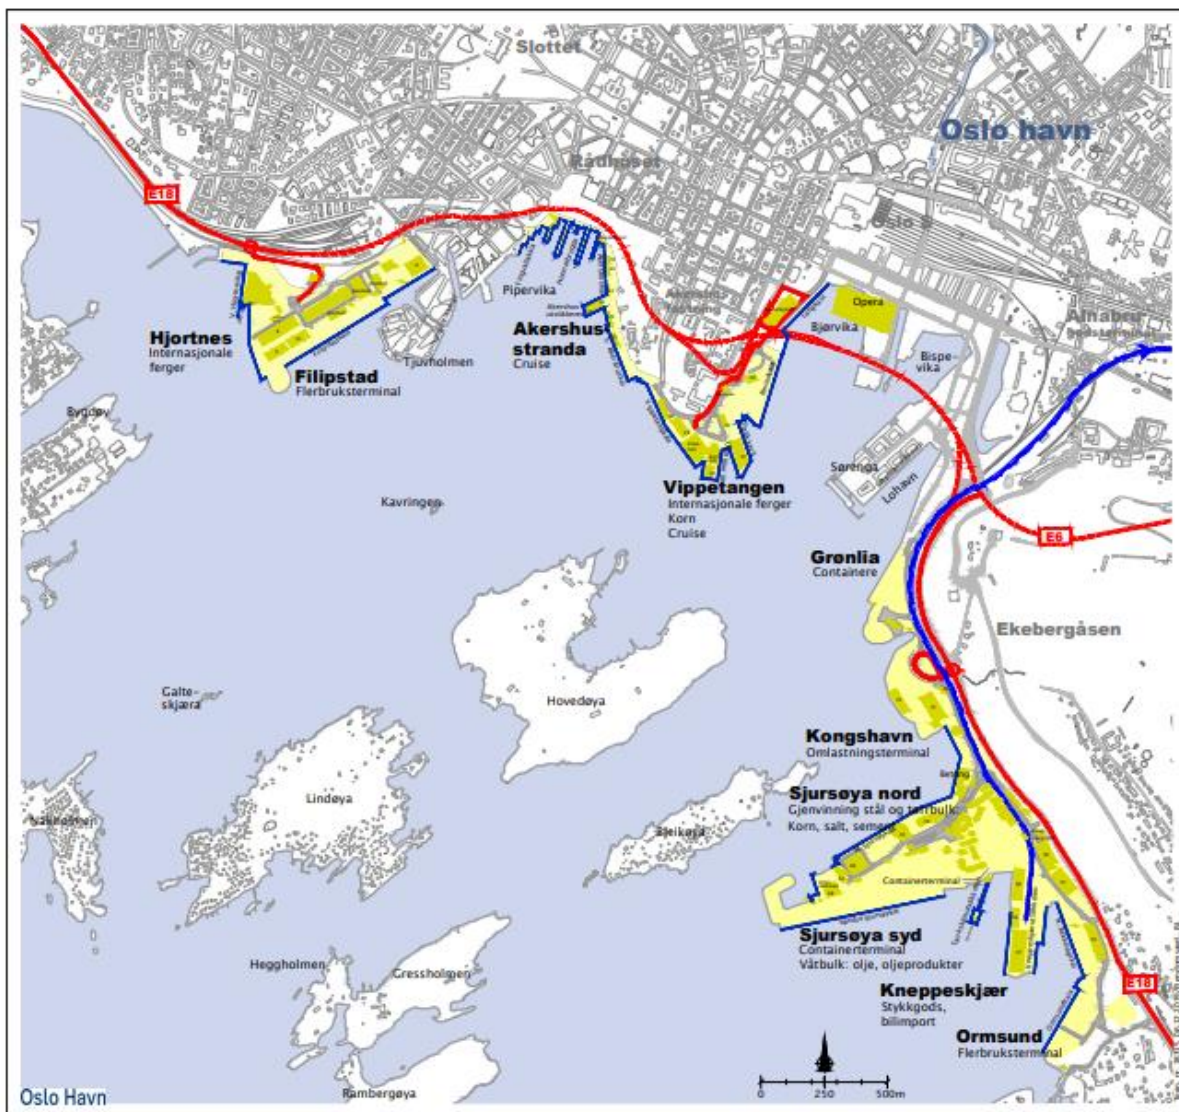 Slottet
Oslo havn
Rådhuset
E18
Oslo S
Pipervika
Akershus
stranda
Cruise
Opera
Bjørvika
Alnabru
Bispe-
vika
Hjortnes
Internasjonale
ferger
Tjuvholmen
Filipstad
Flerbruksterminal
Bygdøy
Sørenga
Lohavn
Vippetangen
Internasjonale ferger
Korn
Cruise
Kavringen
E6
Grønlia
Containere
Ekebergåsen
Galte-
skjæra
Hovedøya
Kongshavn
Omlastningsterminal
Sjursøya nord
Gjenvinning stål og tørrbulk:
Korn, salt, sement
Lindøya
Nakholmen
Bleikøya
Containerterminal
Sjursøya syd
Containerterminal
Våtbulk: olje, oljeprodukter
Heggholmen
Gressholmen
Kneppeskjær
Stykkgods,
bilimport
E18
Ormsund
Flerbruksterminal
Rambergøya
0 250 500m
Oslo Havn